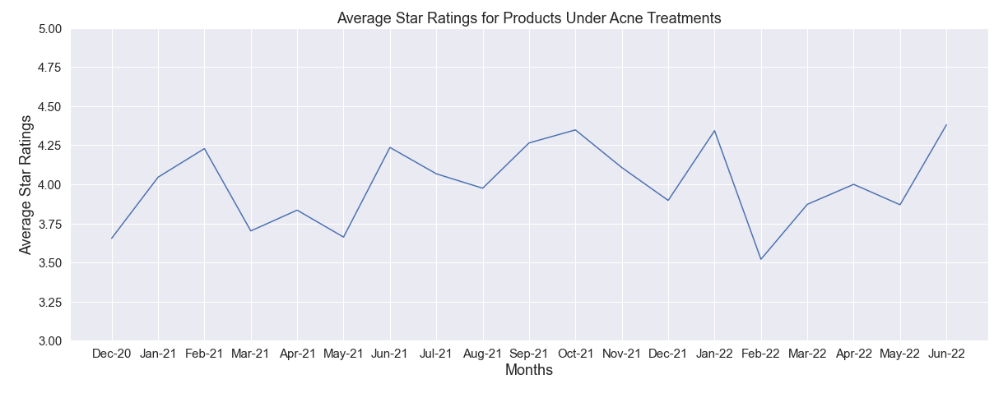 Average Star Ratings for Products Under Acne Treatments
5.00
4.75
4.50
4.25
4.00
3.75
3.50
3.25
3.00
Average Star Ratings
Dec-20 Jan-21 Feb-21 Mar-21 Apr-21 May-21 Jun-21 Jul-21 Aug-21 Sep-21 Oct-21 Nov-21 Dec-21 Jan-22 Feb-22 Mar-22 Apr-22 May-22 Jun-22
Months